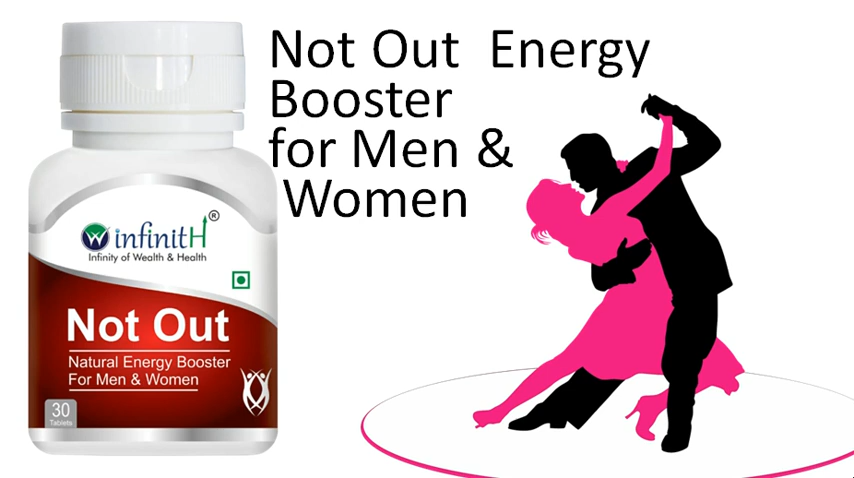 Not Out Energy
Booster
for Men &
Women
W infinitH®
Infinity of Wealth & Health
Not Out
Natural Energy Booster
For Men & Women
30
Tablets